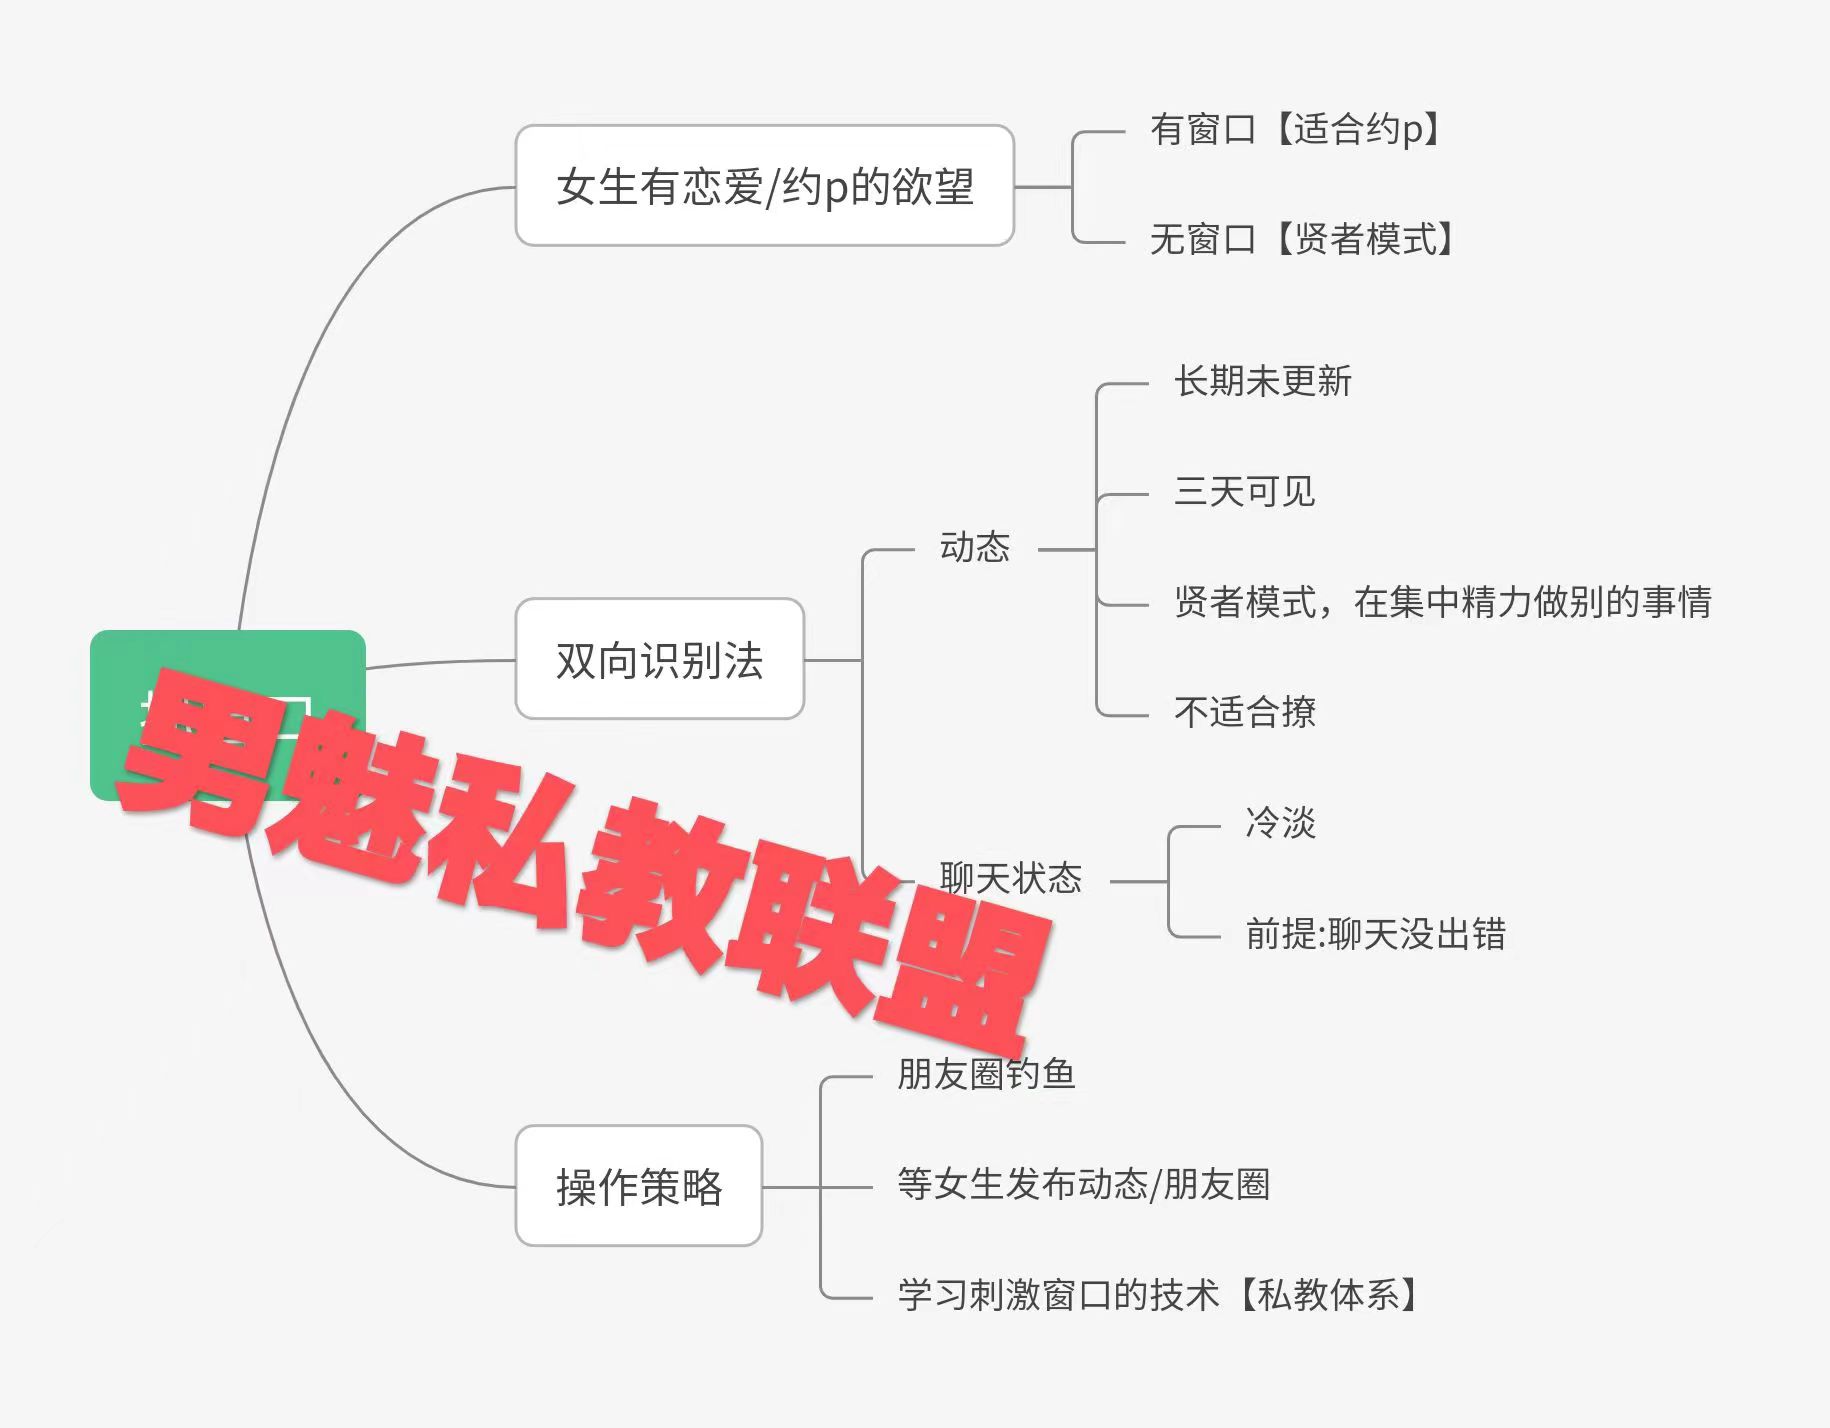 女生有恋爱/约p的欲望
有窗口【适合约p】
无窗口【贤者模式】
双向识别法
动态
长期未更新
三天可见
贤者模式，在集中精力做别的事情
不适合撩
聊天状态
冷淡
前提:聊天没出错
操作策略
朋友圈钓鱼
等女生发布动态/朋友圈
学习刺激窗口的技术【私教体系】
男魅私教联盟